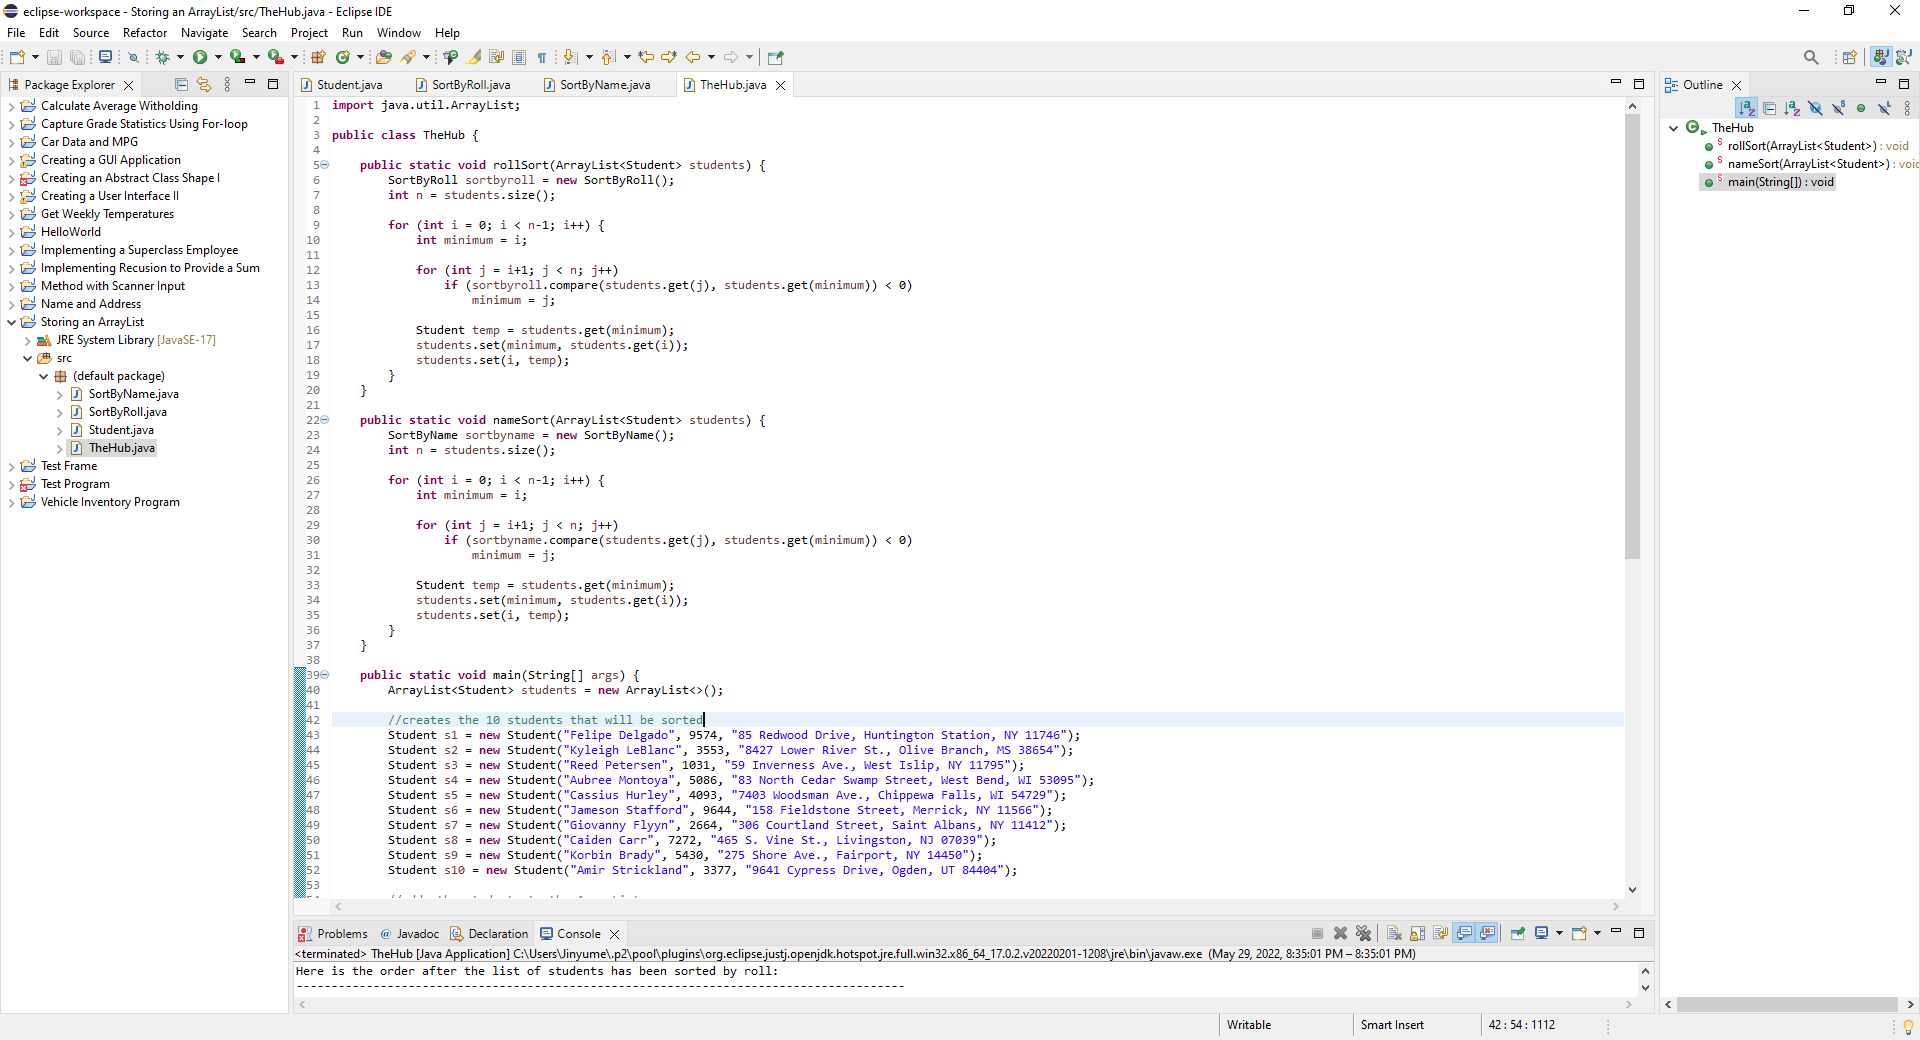 eclipse-workspace - Storing an ArrayList/src/TheHub.java - Eclipse IDE
File Edit Source Refactor Navigate Search Project Run Window Help
Package Explorer
Calculate Average Witholding
Capture Grade Statistics Using For-loop
Car Data and MPG
Creating a GUI Application
Creating an Abstract Class Shape I
Creating a User Interface II
Get Weekly Temperatures
HelloWorld
Implementing a Superclass Employee
Implementing Recusion to Provide a Sum
Method with Scanner Input
Name and Address
Storing an ArrayList
JRE System Library [JavaSE-17]
src
(default package)
SortByName.java
SortByRoll.java
Student.java
TheHub.java
Test Frame
Test Program
Vehicle Inventory Program
Student.java SortByRoll.java SortByName.java TheHub.java
1 import java.util.ArrayList;
2
3 public class TheHub {
4
5 public static void rollSort(ArrayList<Student> students) {
6 SortByRoll sortbyroll = new SortByRoll();
7 int n = students.size();
8
9 for (int i = 0; i < n-1; i++) {
10 int minimum = i;
11
12 for (int j = i+1; j < n; j++)
13 if (sortbyroll.compare(students.get(j), students.get(minimum)) < 0)
14 minimum = j;
15
16 Student temp = students.get(minimum);
17 students.set(minimum, students.get(i));
18 students.set(i, temp);
19 }
20 }
21
22 public static void nameSort(ArrayList<Student> students) {
23 SortByName sortbyname = new SortByName();
24 int n = students.size();
25
26 for (int i = 0; i < n-1; i++) {
27 int minimum = i;
28
29 for (int j = i+1; j < n; j++)
30 if (sortbyname.compare(students.get(j), students.get(minimum)) < 0)
31 minimum = j;
32
33 Student temp = students.get(minimum);
34 students.set(minimum, students.get(i));
35 students.set(i, temp);
36 }
37 }
38
39 public static void main(String[] args) {
40 ArrayList<Student> students = new ArrayList<>();
41
42 //creates the 10 students that will be sorted
43 Student s1 = new Student("Felipe Delgado", 9574, "85 Redwood Drive, Huntington Station, NY 11746");
44 Student s2 = new Student("Kyleigh LeBlanc", 3553, "8427 Lower River St., Olive Branch, MS 38654");
45 Student s3 = new Student("Reed Petersen", 1031, "59 Inverness Ave., West Islip, NY 11795");
46 Student s4 = new Student("Aubree Montoya", 5086, "83 North Cedar Swamp Street, West Bend, WI 53095");
47 Student s5 = new Student("Cassius Hurley", 4093, "7403 Woodsman Ave., Chippewa Falls, WI 54729");
48 Student s6 = new Student("Jameson Stafford", 9644, "158 Fieldstone Street, Merrick, NY 11566");
49 Student s7 = new Student("Giovanny Flyyn", 2664, "306 Courtland Street, Saint Albans, NY 11412");
50 Student s8 = new Student("Caiden Carr", 7272, "465 S. Vine St., Livingston, NJ 07039");
51 Student s9 = new Student("Korbin Brady", 5430, "275 Shore Ave., Fairport, NY 14450");
52 Student s10 = new Student("Amir Strickland", 3377, "9641 Cypress Drive, Ogden, UT 84404");
53
Outline
TheHub
rollSort(ArrayList<Student>) : void
nameSort(ArrayList<Student>) : void
main(String[]) : void
Problems @ Javadoc Declaration Console
<terminated> TheHub [Java Application] C:\Users\Jinyume\.p2\pool\plugins\org.eclipse.justj.openjdk.hotspot.jre.full.win32.x86_64_17.0.2.v20220201-1208\jre\bin\javaw.exe (May 29, 2022, 8:35:01 PM – 8:35:01 PM)
Here is the order after the list of students has been sorted by roll:
---------------------------------------------------------------------------------------
Writable Smart Insert 42 : 54 : 1112